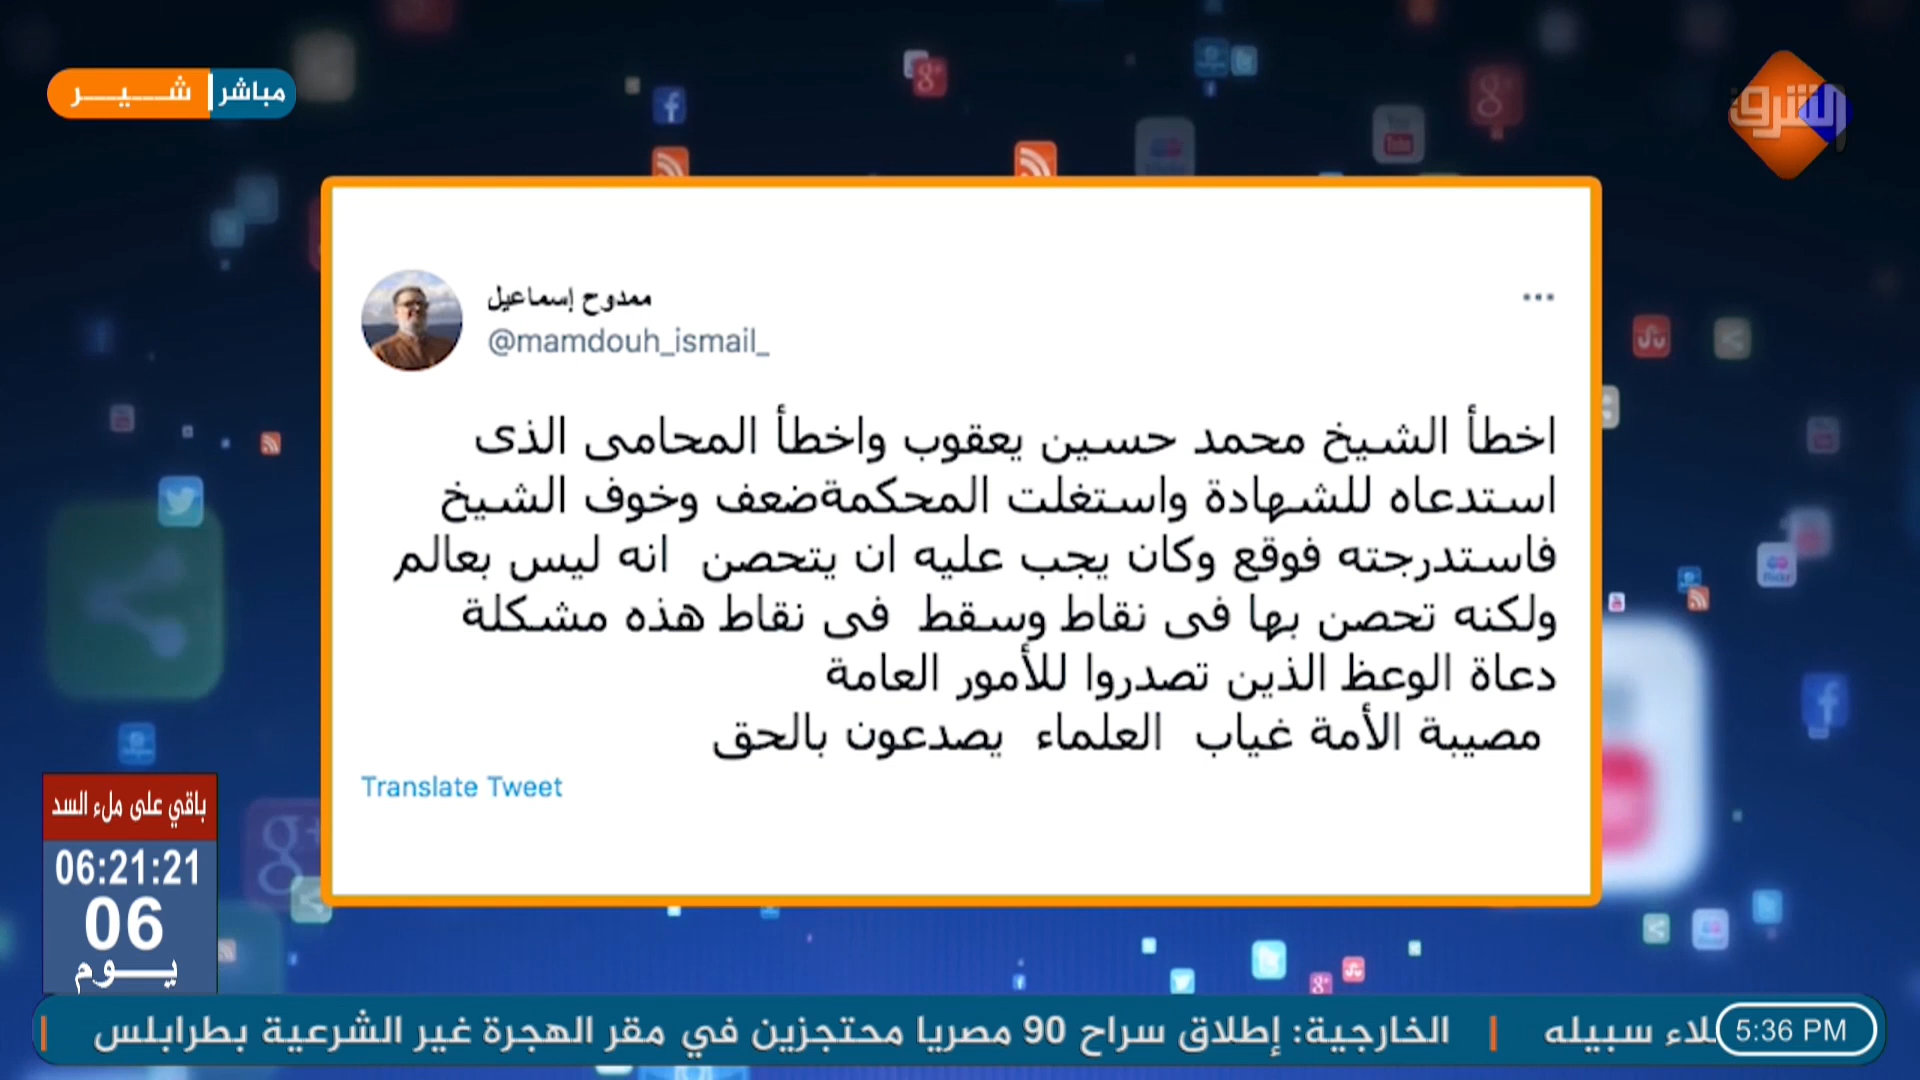 مباشر
شيـــر
الشرق
ممدوح إسماعيل
@mamdouh_ismail_
اخطأ الشيخ محمد حسين يعقوب واخطأ المحامى الذى
استدعاه للشهادة واستغلت المحكمةضعف وخوف الشيخ
فاستدرجته فوقع وكان يجب عليه ان يتحصن انه ليس بعالم
ولكنه تحصن بها فى نقاط وسقط فى نقاط هذه مشكلة
دعاة الوعظ الذين تصدروا للأمور العامة
مصيبة الأمة غياب العلماء يصدعون بالحق
Translate Tweet
باقي على ملء السد
06:21:21
06
يـــوم
5:36 PM
سبيله | الخارجية: إطلاق سراح 90 مصريا محتجزين في مقر الهجرة غير الشرعية بطرابلس |